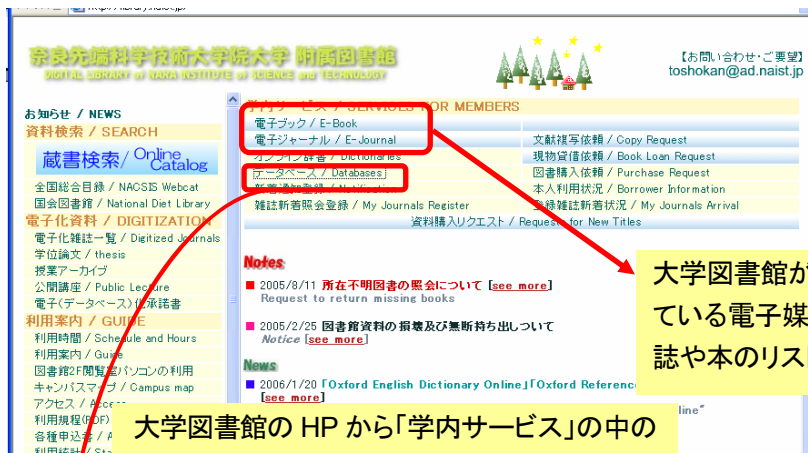 奈良先端科学技術大学院大学 附属図書館
DIGITAL LIBRARY of NARA INSTITUTE of SCIENCE and TECHNOLOGY
【お問い合わせ・ご要望】
toshokan@ad.naist.jp
お知らせ / NEWS
資料検索 / SEARCH
蔵書検索/ Online Catalog
全国総合目録 / NACSIS Webcat
国会図書館 / National Diet Library
電子化資料 / DIGITIZATION
電子化雑誌一覧 / Digitized Journals
学位論文 / thesis
授業アーカイブ
公開講座 / Public Lecture
電子(データベース)化承諾書
利用案内 / GUIDE
利用時間 / Schedule and Hours
利用案内 / Guide
図書館2F閲覧室パソコンの利用
キャンパスマップ / Campus map
アクセス / Access
利用規程(PDF)
各種申込書 / A
利用統計 / Sta
学内サービス / SERVICES FOR MEMBERS
電子ブック / E-Book
電子ジャーナル / E-Journal
オンライン辞書 / Dictionaries
データベース / Databases
新着通知登録 / Notification
雑誌新着照会登録 / My Journals Register
文献複写依頼 / Copy Request
現物貸借依頼 / Book Loan Request
図書購入依頼 / Purchase Request
本人利用状況 / Borrower Information
登録雑誌新着状況 / My Journals Arrival
資料購入リクエスト / Requests for New Titles
Notes
2005/8/11 所在不明図書の照会について [see more]
Request to return missing books
2005/2/25 図書館資料の損壊及び無断持ち出しついて
Notice [see more]
News
2006/1/20 「Oxford English Dictionary Online」「Oxford Reference
[see more]
line"
大学図書館が
ている電子媒
誌や本のリス
大学図書館の HP から「学内サービス」の中の